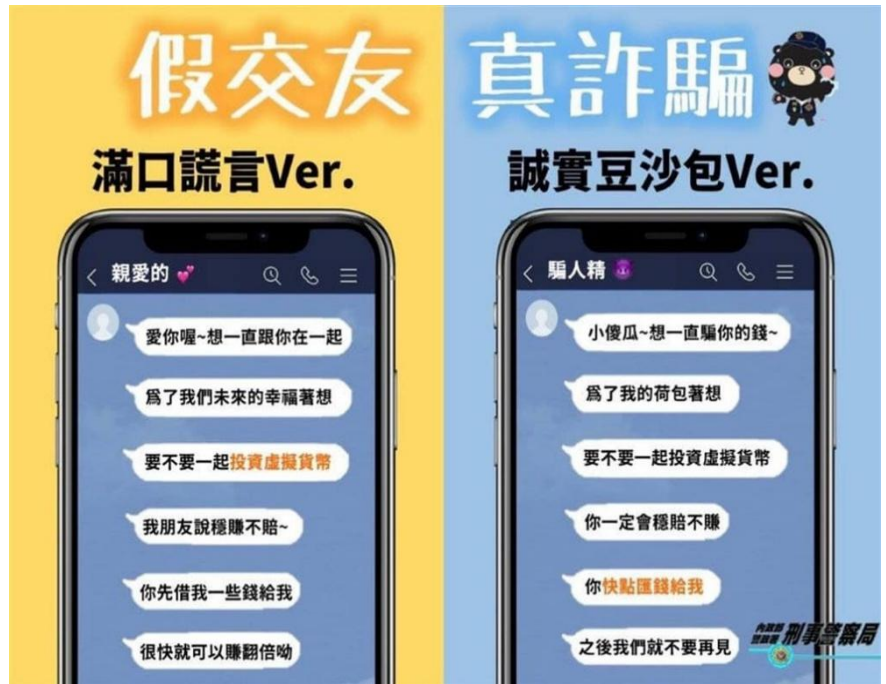 假交友
滿口謊言Ver.
親愛的
愛你喔~想一直跟你在一起
爲了我們未來的幸福著想
要不要一起投資虛擬貨幣
我朋友說穩賺不賠~
你先借我一些錢給我
很快就可以賺翻倍呦
真詐騙
誠實豆沙包Ver.
騙人精
小傻瓜~想一直騙你的錢~
爲了我的荷包著想
要不要一起投資虛擬貨幣
你一定會穩賠不賺
你快點匯錢給我
之後我們就不要再見
內政部
警政署
刑事警察局